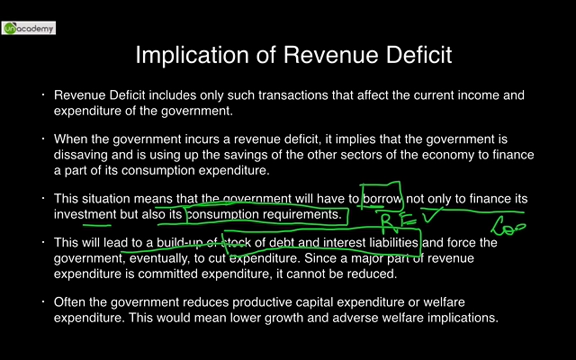 unacademy
Implication of Revenue Deficit
• Revenue Deficit includes only such transactions that affect the current income and
expenditure of the government.
• When the government incurs a revenue deficit, it implies that the government is
dissaving and is using up the savings of the other sectors of the economy to finance
a part of its consumption expenditure.
• This situation means that the government will have to borrow not only to finance its
investment but also its consumption requirements.
R E =
• This will lead to a build-up of stock of debt and interest liabilities and force the
government, eventually, to cut expenditure. Since a major part of revenue
expenditure is committed expenditure, it cannot be reduced.
• Often the government reduces productive capital expenditure or welfare
expenditure. This would mean lower growth and adverse welfare implications.